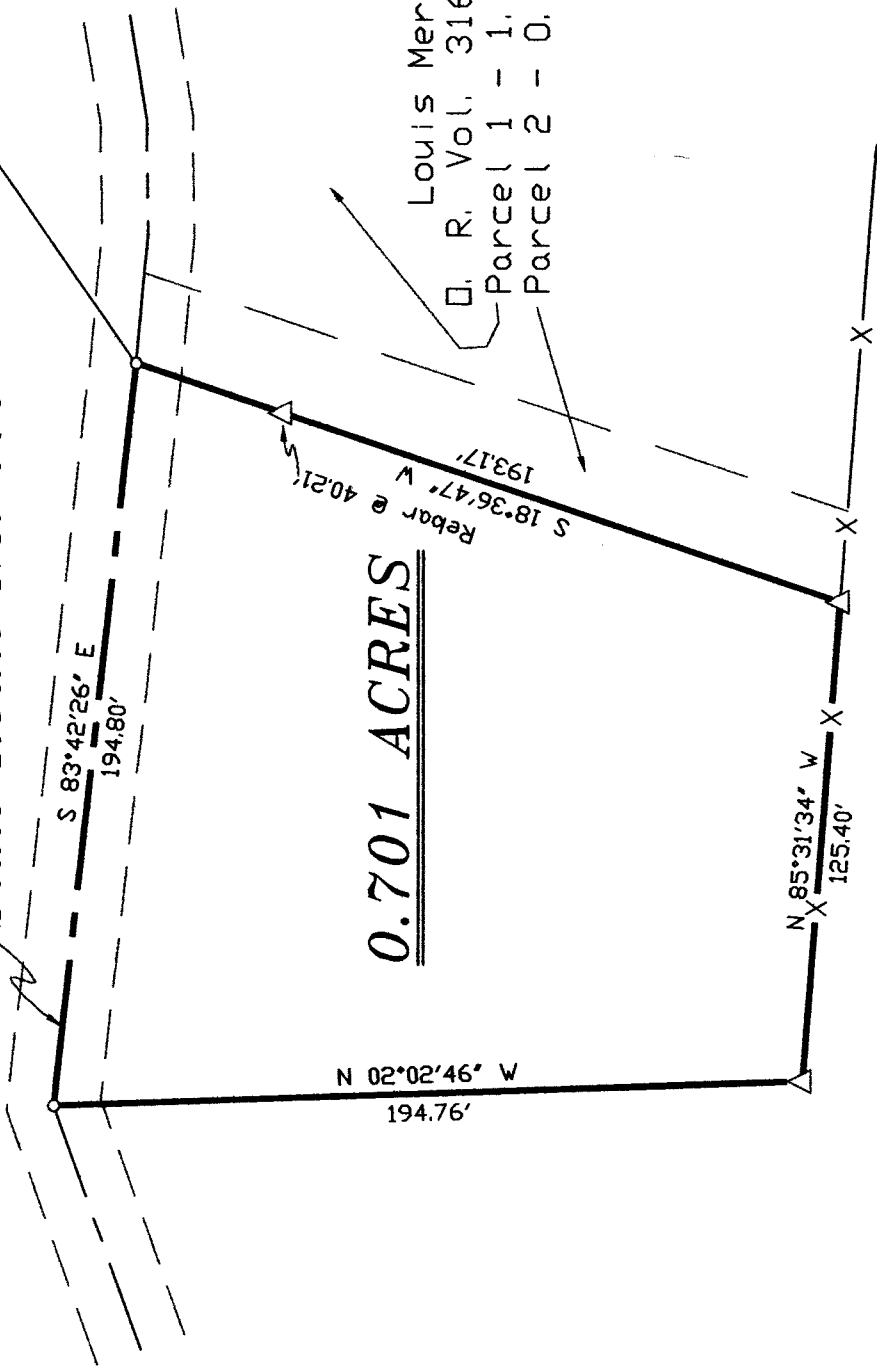 S 83°42'26" E
194.80'
Louis Mer
O. R. Vol. 316
Parcel 1 - 1.
Parcel 2 - 0.
Rebar @ 40.21'
S 18°36'47" W
193.17'
0.701 ACRES
N 85°31'34" W
125.40'
N 02°02'46" W
194.76'
X
X
X
X